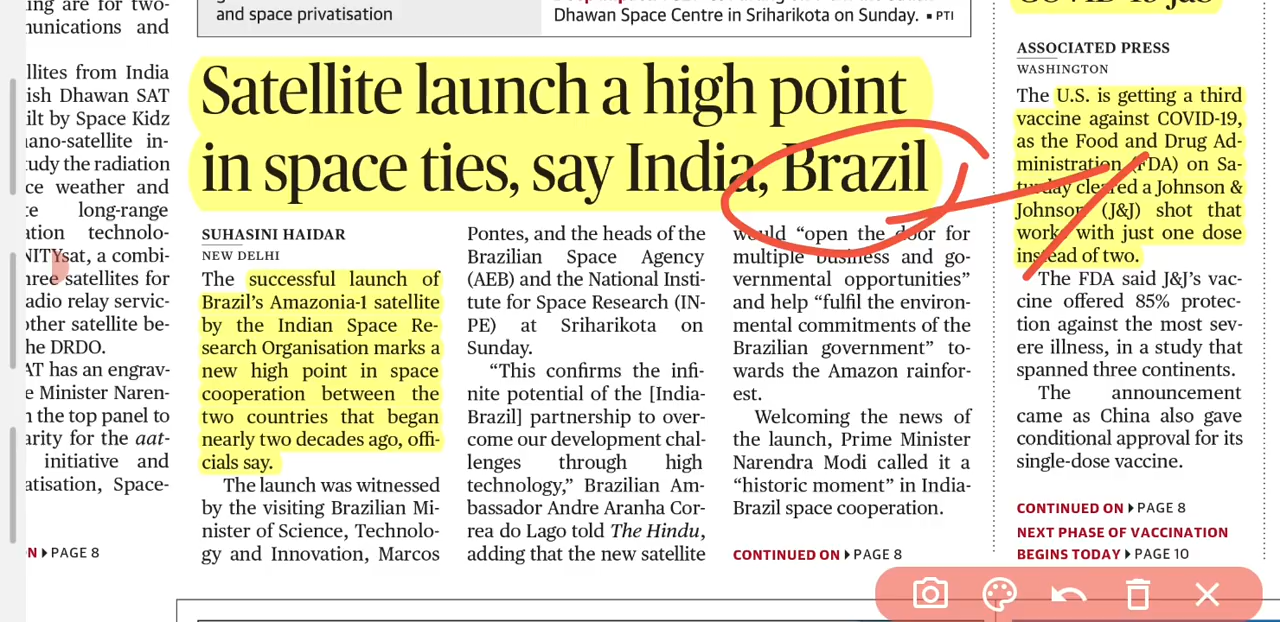 ing are for two-
and
llites from India
ish Dhawan SAT
ilt by Space Kidz
nano-satellite in-
tudy the radiation
ce weather and
long-range
ation technolo-
NITYsat, a combi-
hree satellites for
adio relay servic-
other satellite be-
he DRDO.
AT has an engrav-
e Minister Naren-
n the top panel to
arity for the aat-
initiative and
atisation, Space-
N PAGE 8
and space privatisation
Dhawan Space Centre in Sriharikota on Sunday. ▪ PTI
Satellite launch a high point
in space ties, say India, Brazil
SUHASINI HAIDAR
NEW DELHI
The successful launch of
Brazil's Amazonia-1 satellite
by the Indian Space Re-
search Organisation marks a
new high point in space
cooperation between the
two countries that began
nearly two decades ago, offi-
cials say.
The launch was witnessed
by the visiting Brazilian Mi-
nister of Science, Technolo-
gy and Innovation, Marcos
Pontes, and the heads of the
Brazilian Space Agency
(AEB) and the National Insti-
tute for Space Research (IN-
PE) at Sriharikota on
Sunday.
"This confirms the infi-
nite potential of the [India-
Brazil] partnership to over-
come our development chal-
lenges through high
technology," Brazilian Am-
bassador Andre Aranha Cor-
rea do Lago told The Hindu,
adding that the new satellite
would "open the door for
multiple business and go-
vernmental opportunities"
and help "fulfil the environ-
mental commitments of the
Brazilian government" to-
wards the Amazon rainfor-
est.
Welcoming the news of
the launch, Prime Minister
Narendra Modi called it a
"historic moment" in India-
Brazil space cooperation.
CONTINUED ON PAGE 8
ASSOCIATED PRESS
WASHINGTON
The U.S. is getting a third
vaccine against COVID-19,
as the Food and Drug Ad-
ministration (FDA) on Sa-
turday cleared a Johnson &
Johnson (J&J) shot that
works with just one dose
instead of two.
The FDA said J&J's vac-
cine offered 85% protec-
tion against the most sev-
ere illness, in a study that
spanned three continents.
The announcement
came as China also gave
conditional approval for its
single-dose vaccine.
CONTINUED ON PAGE 8
NEXT PHASE OF VACCINATION
BEGINS TODAY PAGE 10